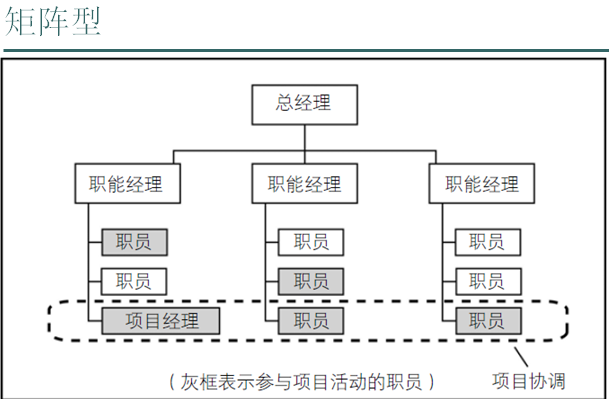 矩阵型
总经理
职能经理 职能经理 职能经理
职员 职员 职员
职员 职员 职员
项目经理 职员 职员
（灰框表示参与项目活动的职员） 项目协调